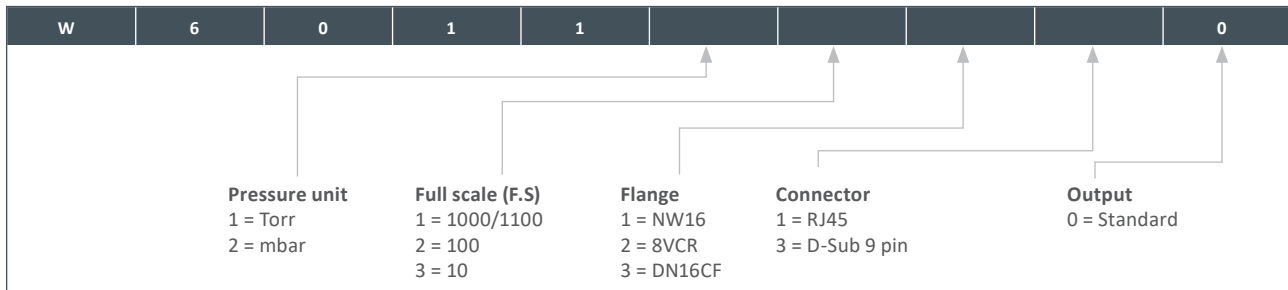 W 6 0 1 1 0
Pressure unit
1 = Torr
2 = mbar
Full scale (F.S)
1 = 1000/1100
2 = 100
3 = 10
Flange
1 = NW16
2 = 8VCR
3 = DN16CF
Connector
1 = RJ45
3 = D-Sub 9 pin
Output
0 = Standard